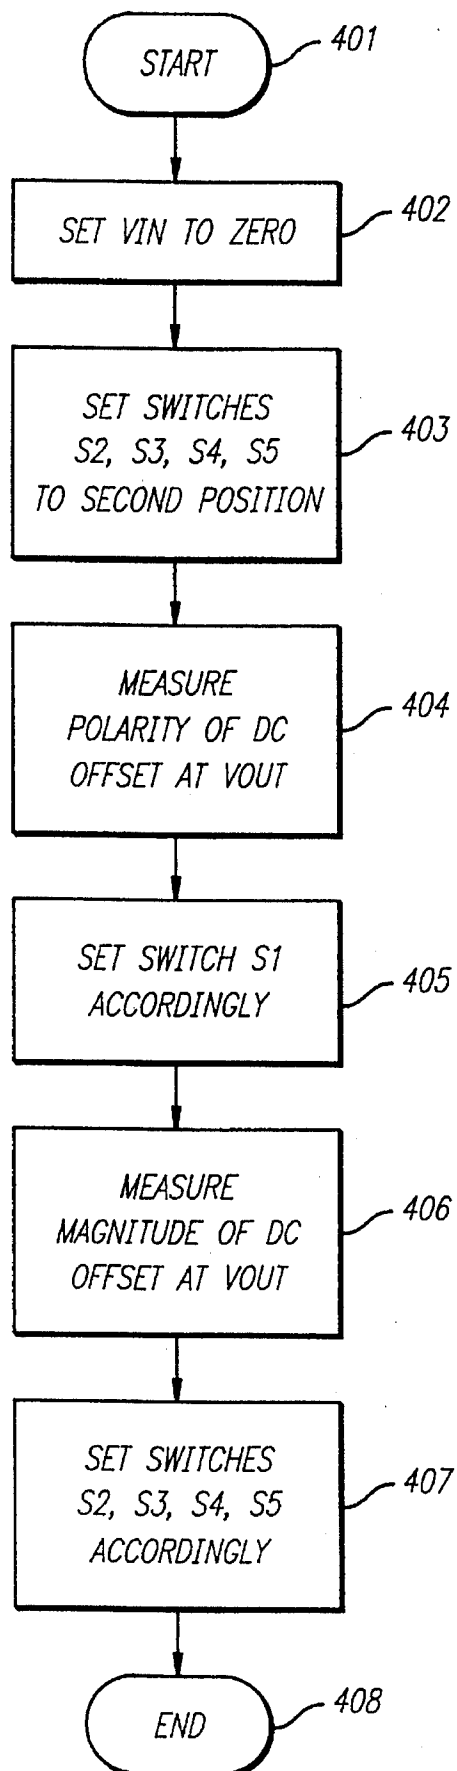 START
401
SET VIN TO ZERO
402
SET SWITCHES
S2, S3, S4, S5
TO SECOND POSITION
403
MEASURE
POLARITY OF DC
OFFSET AT VOUT
404
SET SWITCH S1
ACCORDINGLY
405
MEASURE
MAGNITUDE OF DC
OFFSET AT VOUT
406
SET SWITCHES
S2, S3, S4, S5
ACCORDINGLY
407
END
408